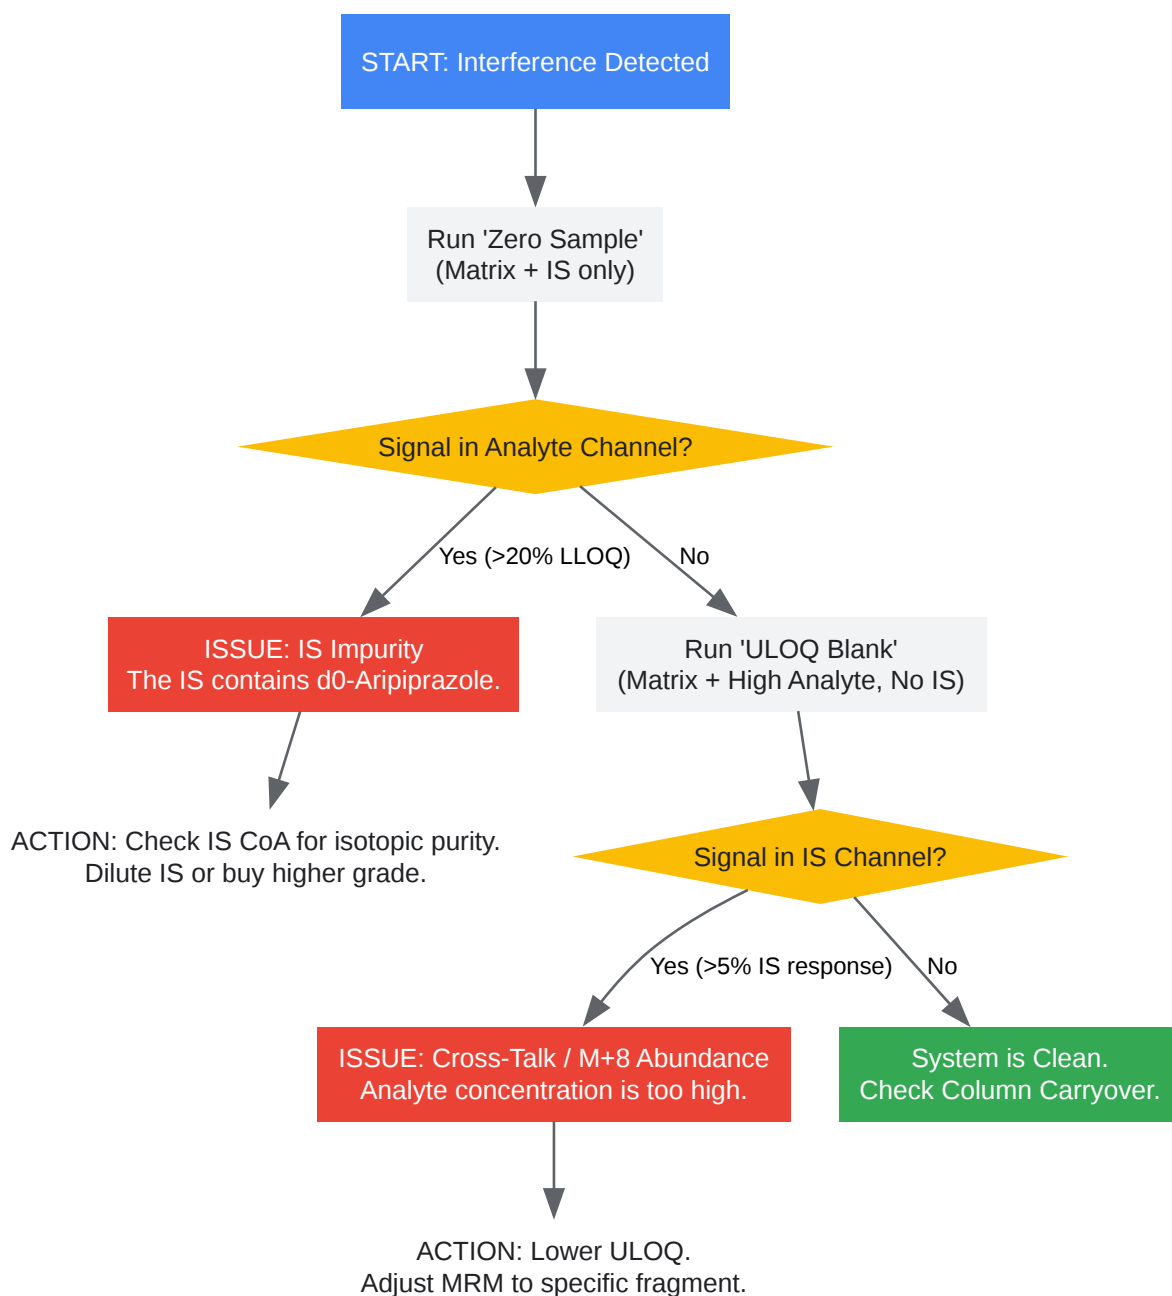 START: Interference Detected
Run 'Zero Sample'
(Matrix + IS only)
Signal in Analyte Channel?
Yes (>20% LLOQ)
No
ISSUE: IS Impurity
The IS contains d0-Aripiprazole.
Run 'ULOQ Blank'
(Matrix + High Analyte, No IS)
ACTION: Check IS CoA for isotopic purity.
Dilute IS or buy higher grade.
Signal in IS Channel?
Yes (>5% IS response)
No
ISSUE: Cross-Talk / M+8 Abundance
Analyte concentration is too high.
System is Clean.
Check Column Carryover.
ACTION: Lower ULOQ.
Adjust MRM to specific fragment.